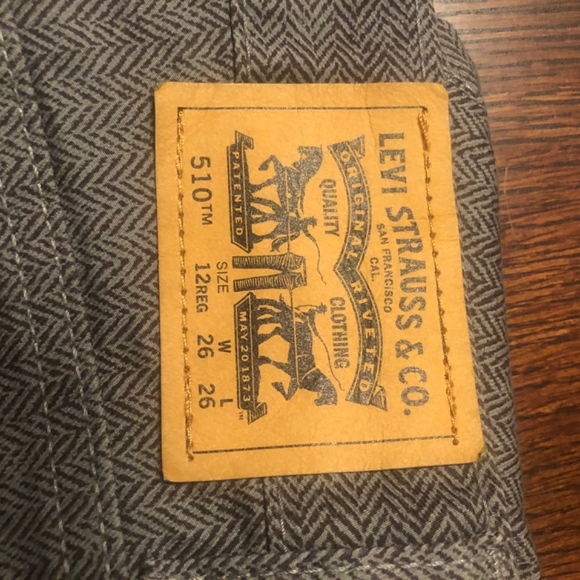 LEVI STRAUSS & CO.
SAN FRANCISCO
CAL
ORIGINAL RIVETED
QUALITY CLOTHING
PATENTED MAY 20 1873 ™
SIZE W L
510™ 12REG 26 26